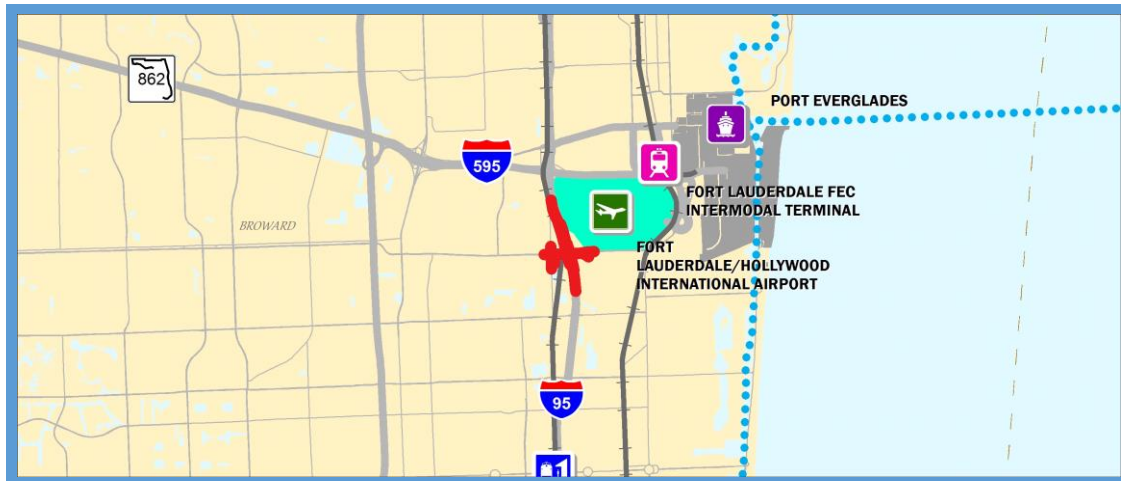 862
PORT EVERGLADES
595
FORT LAUDERDALE FEC
INTERMODAL TERMINAL
BROWARD
FORT
LAUDERDALE/HOLLYWOOD
INTERNATIONAL AIRPORT
95